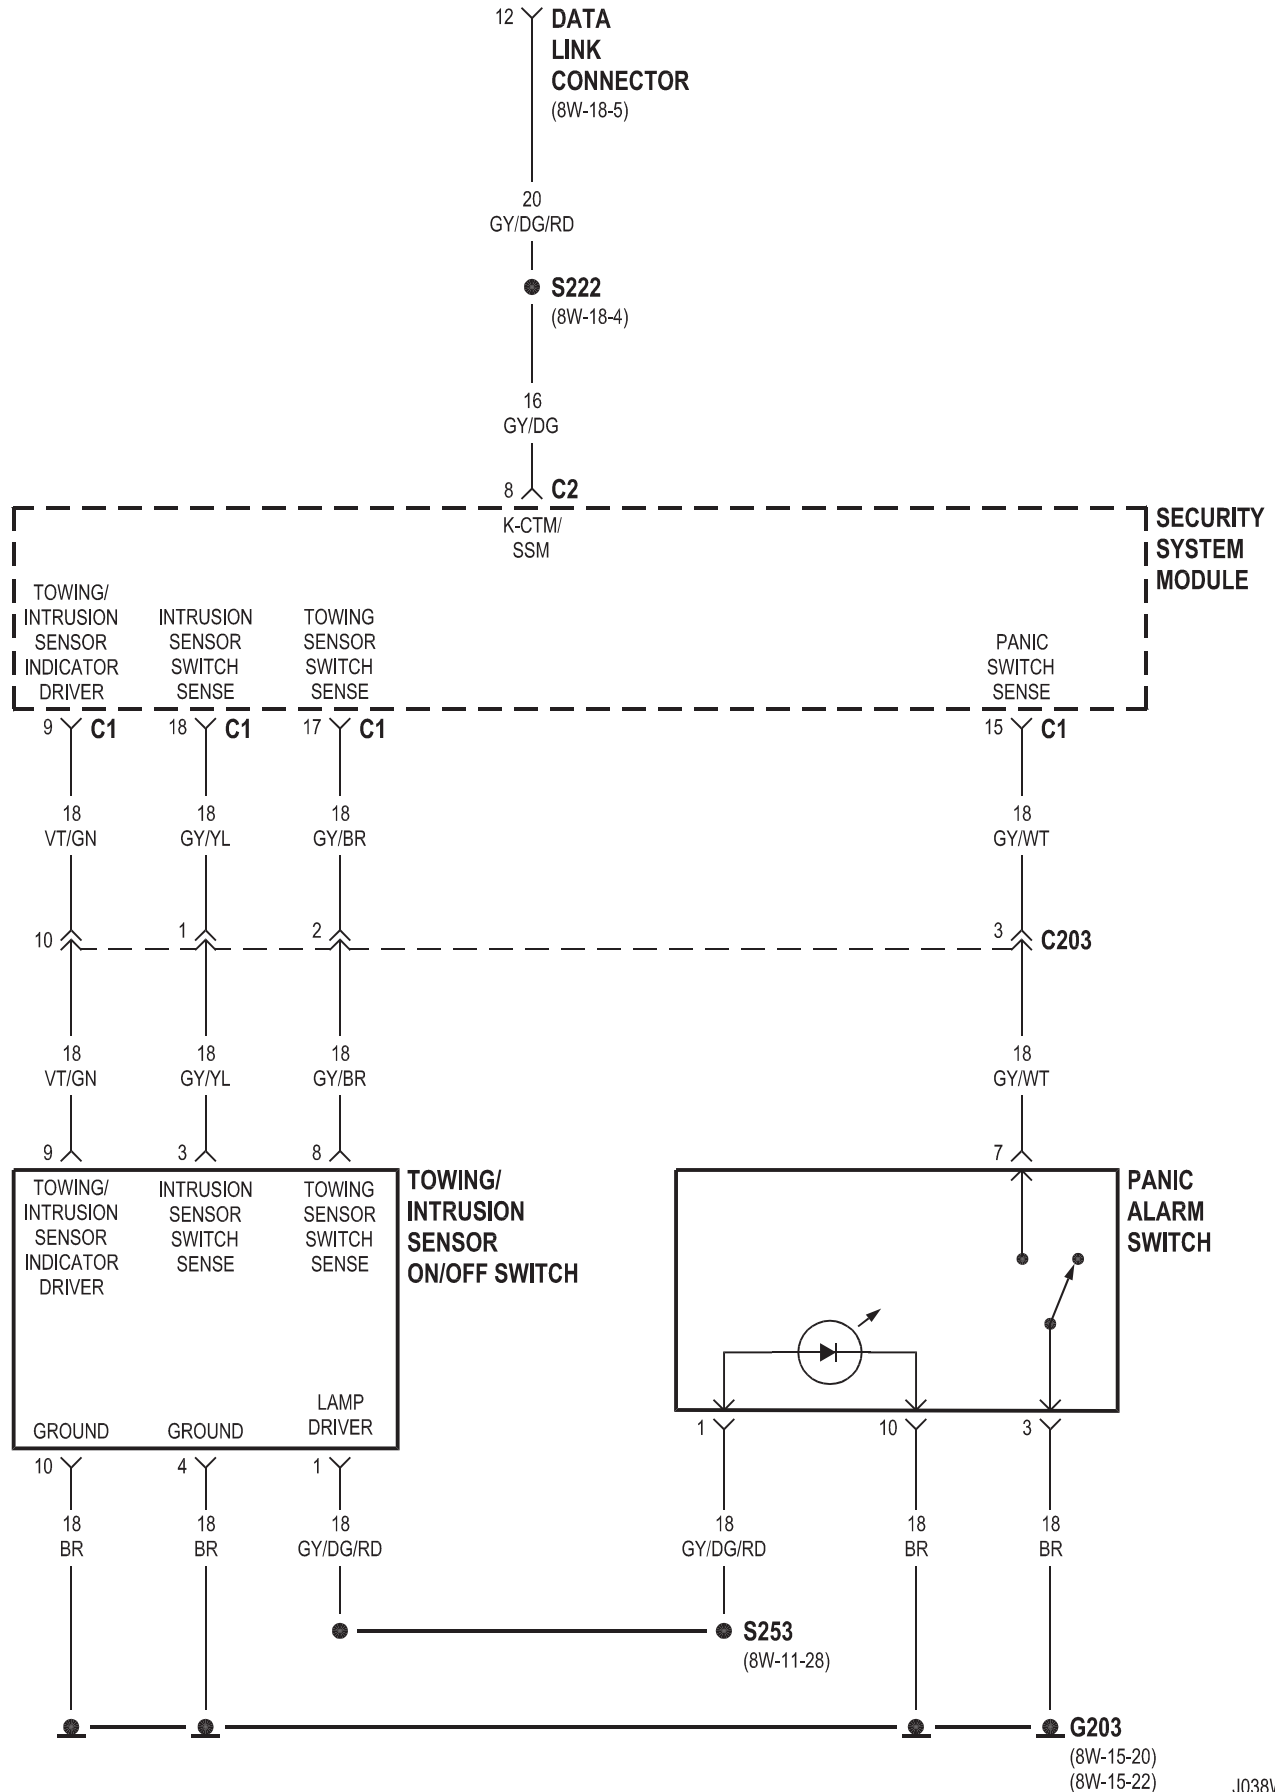 12
DATA
LINK
CONNECTOR
(8W-18-5)
20
GY/DG/RD
S222
(8W-18-4)
16
GY/DG
8
C2
K-CTM/
SSM
SECURITY
SYSTEM
MODULE
TOWING/
INTRUSION
SENSOR
INDICATOR
DRIVER
INTRUSION
SENSOR
SWITCH
SENSE
TOWING
SENSOR
SWITCH
SENSE
PANIC
SWITCH
SENSE
9 C1
18 C1
17 C1
15 C1
18
VT/GN
18
GY/YL
18
GY/BR
18
GY/WT
10
1
2
3
C203
18
VT/GN
18
GY/YL
18
GY/BR
18
GY/WT
9
3
8
7
TOWING/
INTRUSION
SENSOR
INDICATOR
DRIVER
INTRUSION
SENSOR
SWITCH
SENSE
TOWING
SENSOR
SWITCH
SENSE
TOWING/
INTRUSION
SENSOR
ON/OFF SWITCH
PANIC
ALARM
SWITCH
GROUND
GROUND
LAMP
DRIVER
10
4
1
1
10
3
18
BR
18
BR
18
GY/DG/RD
18
GY/DG/RD
18
BR
18
BR
S253
(8W-11-28)
G203
(8W-15-20)
(8W-15-22)
J038W